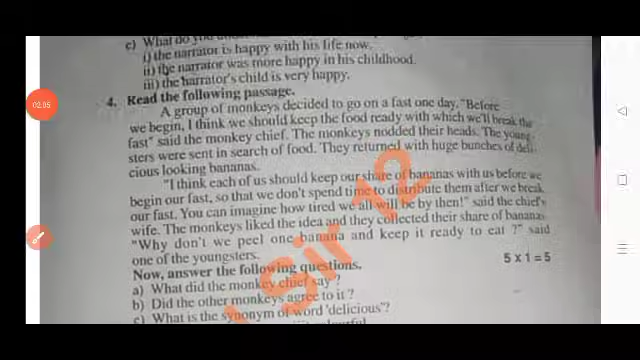 c) What do you
i) the narrator is happy with his life now.
ii) the narrator was more happy in his childhood.
iii) the narrator's child is very happy.
4. Read the following passage.
A group of monkeys decided to go on a fast one day. "Before
we begin, I think we should keep the food ready with which we'll break the
fast" said the monkey chief. The monkeys nodded their heads. The young
sters were sent in search of food. They returned with huge bunches of deli-
cious looking bananas.
"I think each of us should keep our share of bananas with us before we
begin our fast, so that we don't spend time to distribute them after we break
our fast. You can imagine how tired we all will be by then!" said the chief's
wife. The monkeys liked the idea and they collected their share of bananas
"Why don't we peel one banana and keep it ready to eat ?" said
one of the youngsters.
Now, answer the following questions. 5 x 1 = 5
a) What did the monkey chief say ?
b) Did the other monkeys agree to it ?
c) What is the synonym of word 'delicious'?
Sir 12
02:05